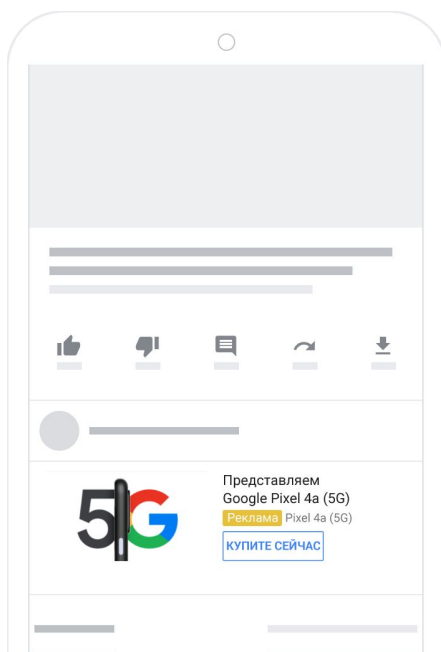 5G
Представляем
Google Pixel 4a (5G)
Реклама Pixel 4a (5G)
КУПИТЕ СЕЙЧАС